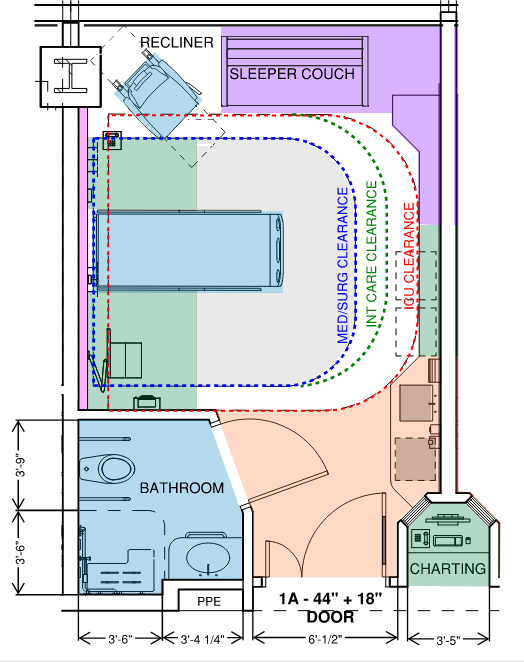 RECLINER
SLEEPER COUCH
MED/SURG CLEARANCE
INT CARE CLEARANCE
ICU CLEARANCE
3'-9"
BATHROOM
3'-6"
CHARTING
PPE
1A - 44" + 18"
DOOR
3'-6"
3'-4 1/4"
6'-1/2"
3'-5"